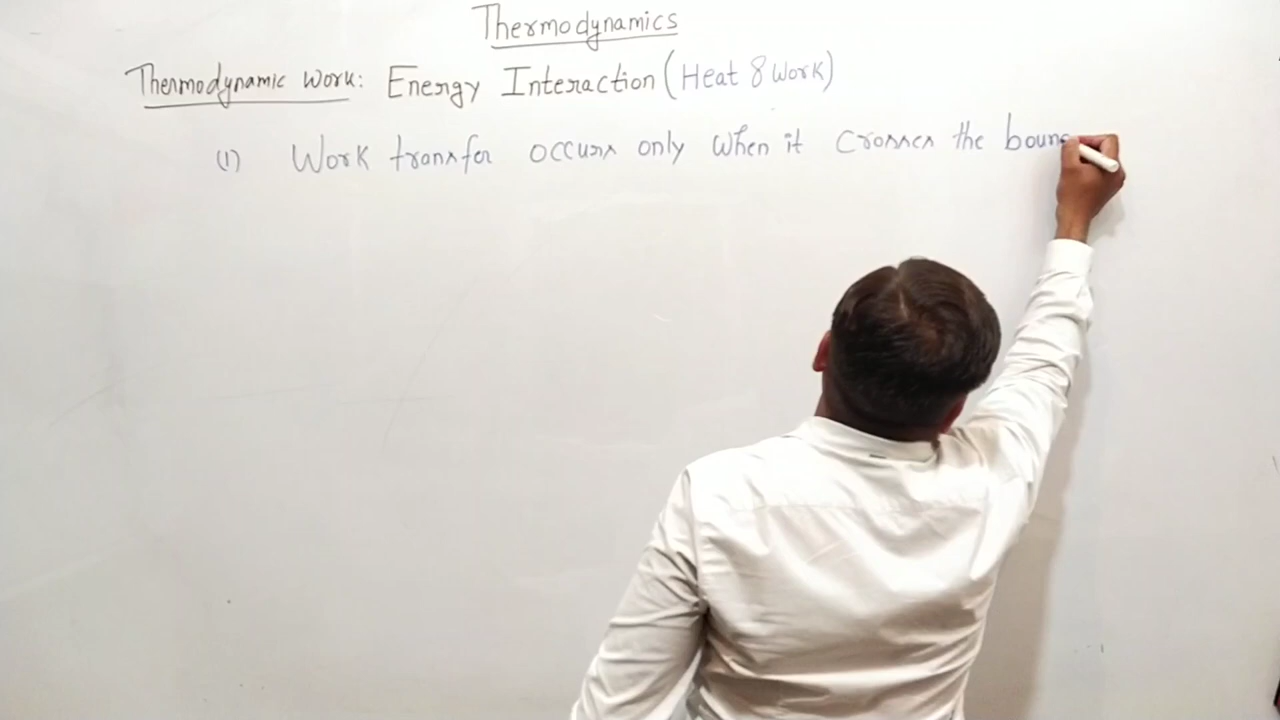 Thermodynamics
Thermodynamic Work: Energy Interaction (Heat & Work)
(1) Work transfer occurs only when it crosses the boun